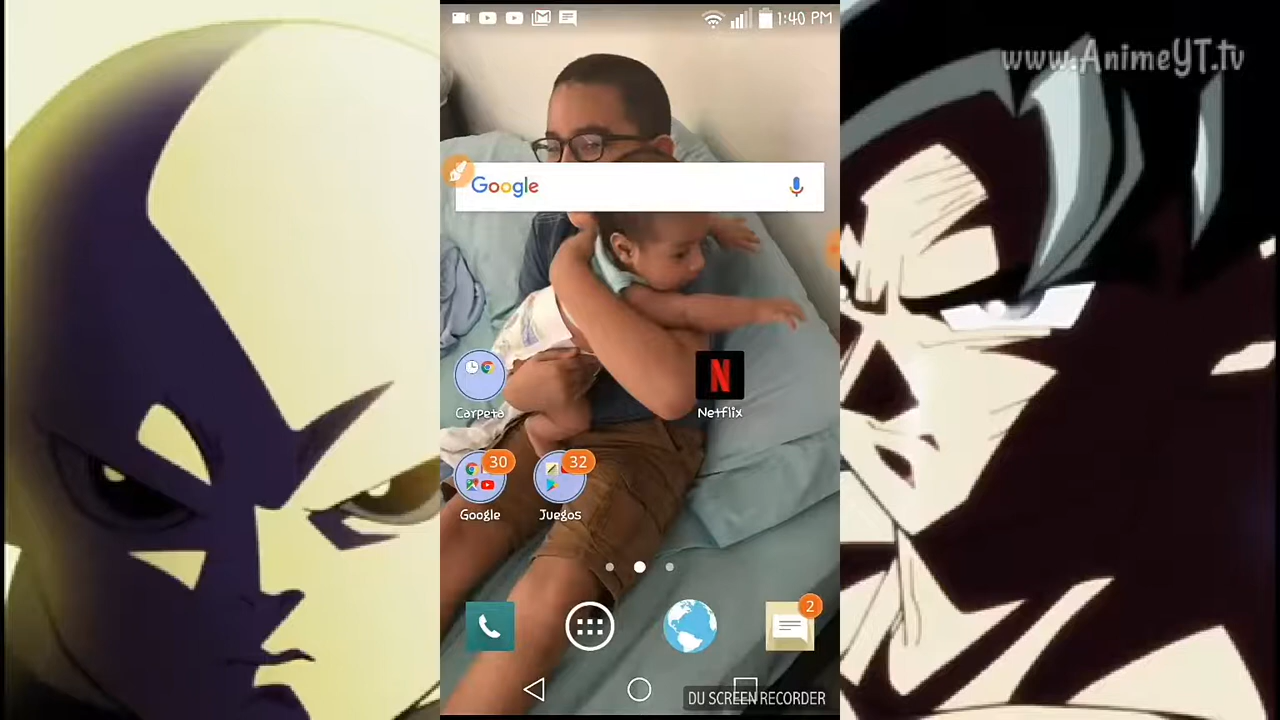 1:40 PM
www.AnimeYT.tv
Google
Carpeta
Netflix
30
32
Google
Juegos
2
DU SCREEN RECORDER